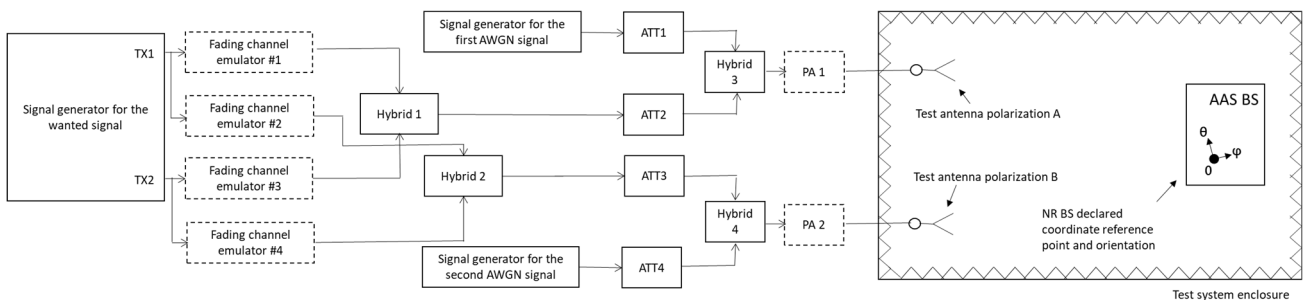 TX1
Signal generator for the
wanted signal
TX2
Fading channel
emulator #1
Fading channel
emulator #2
Fading channel
emulator #3
Fading channel
emulator #4
Hybrid 1
Hybrid 2
Signal generator for the
first AWGN signal
Signal generator for the
second AWGN signal
ATT1
ATT2
ATT3
ATT4
Hybrid
3
Hybrid
4
PA 1
PA 2
Test antenna polarization A
Test antenna polarization B
AAS BS
θ
φ
0
NR BS declared
coordinate reference
point and orientation
Test system enclosure